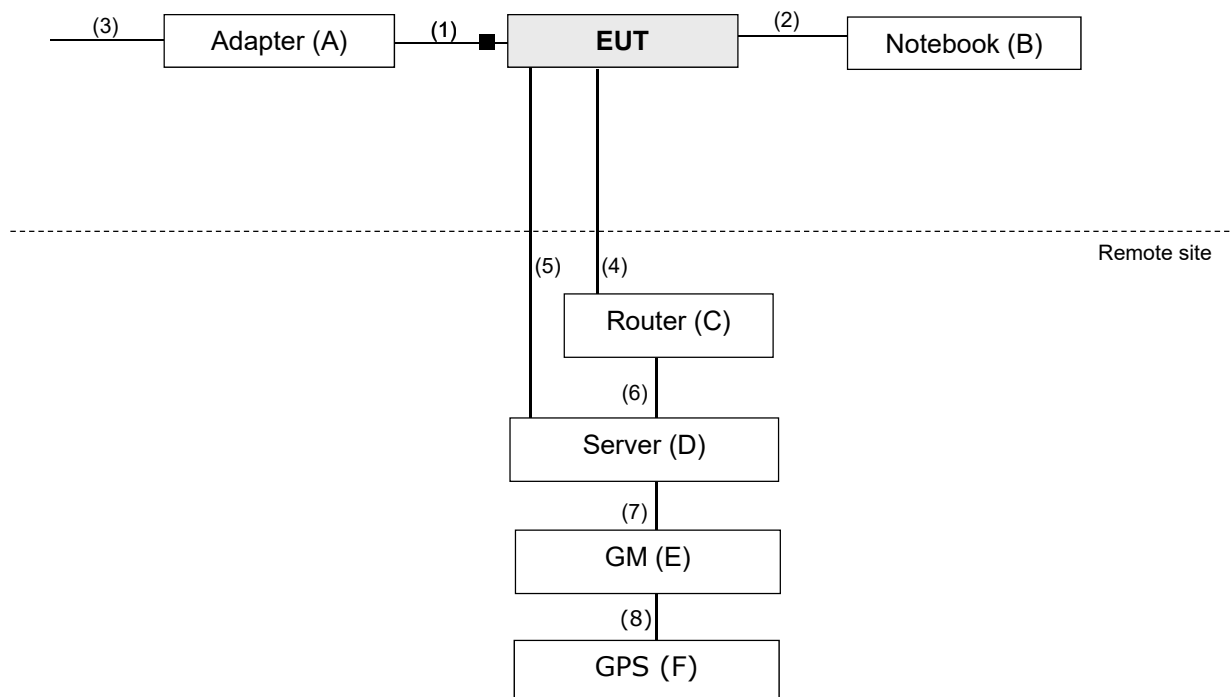 (3)
Adapter (A)
(1)
EUT
(2)
Notebook (B)
Remote site
(5)
(4)
Router (C)
(6)
Server (D)
(7)
GM (E)
(8)
GPS (F)